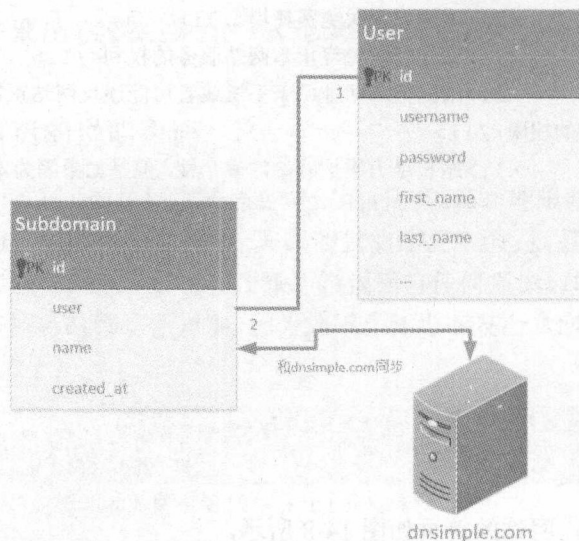 User
PK id
1
username
password
first_name
last_name
...
Subdomain
PK id
user
2
name
和dnsimple.com同步
created_at
dnsimple.com